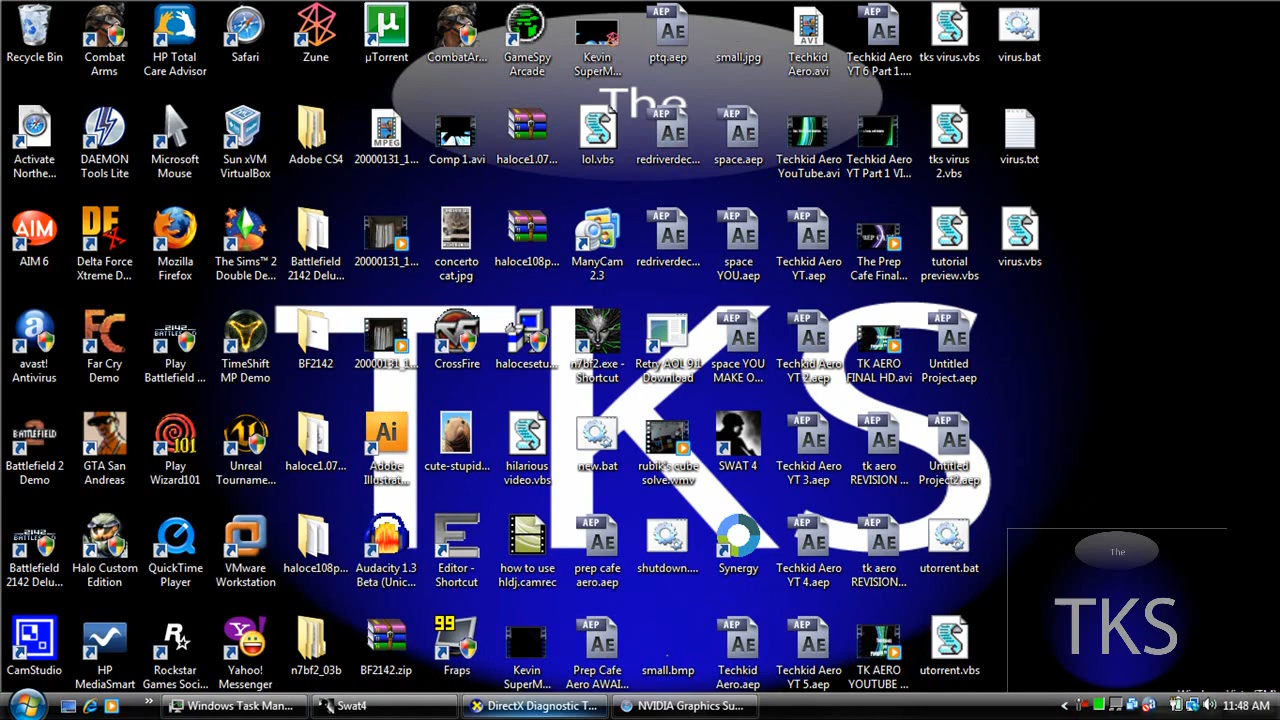 Recycle Bin
Combat
Arms
HP Total
Care Advisor
Safari
Zune
µTorrent
CombatAr...
GameSpy
Arcade
Kevin
SuperM...
ptq.aep
small.jpg
Techkid
Aero.avi
Techkid Aero
YT 6 Part 1....
tks virus.vbs
virus.bat
The
Activate
Northe...
DAEMON
Tools Lite
Microsoft
Mouse
Sun xVM
VirtualBox
Adobe CS4
20000131_1...
Comp 1.avi
haloce1.07...
lol.vbs
redriverdec...
space.aep
Techkid Aero
YouTube.avi
Techkid Aero
YT Part 1 VI...
tks virus
2.vbs
virus.txt
AIM 6
Delta Force
Xtreme D...
Mozilla
Firefox
The Sims™ 2
Double De...
Battlefield
2142 Delu...
20000131_1...
concerto
cat.jpg
haloce108p...
ManyCam
2.3
redriverdec...
space
YOU.aep
Techkid Aero
YT.aep
The Prep
Cafe Final...
tutorial
preview.vbs
virus.vbs
TKS
avast!
Antivirus
Far Cry
Demo
Play
Battlefield ...
TimeShift
MP Demo
BF2142
20000131_1...
CrossFire
halocesetu...
n7bf2.exe -
Shortcut
Retry AOL 9.1
Download
space YOU
MAKE O...
Techkid Aero
YT 2.aep
TK AERO
FINAL HD.avi
Untitled
Project.aep
Battlefield 2
Demo
GTA San
Andreas
Play
Wizard101
Unreal
Tourname...
haloce1.07...
Adobe
Illustrat...
cute-stupid...
hilarious
video.vbs
new.bat
rubik's cube
solve.wmv
SWAT 4
Techkid Aero
YT 3.aep
tk aero
REVISION ...
Untitled
Project2.aep
Battlefield
2142 Delu...
Halo Custom
Edition
QuickTime
Player
VMware
Workstation
haloce108p...
Audacity 1.3
Beta (Unic...
Editor -
Shortcut
how to use
hldj.camrec
prep cafe
aero.aep
shutdown....
Synergy
Techkid Aero
YT 4.aep
tk aero
REVISION...
utorrent.bat
The
TKS
CamStudio
HP
MediaSmart
Rockstar
Games Soci...
Yahoo!
Messenger
n7bf2_03b
BF2142.zip
99
Fraps
Kevin
SuperM...
Prep Cafe
Aero AWAI...
small.bmp
Techkid
Aero.aep
Techkid Aero
YT 5.aep
TK AERO
YOUTUBE ...
utorrent.vbs
Windows Task Man...
Swat4
DirectX Diagnostic T...
NVIDIA Graphics Su...
11:48 AM